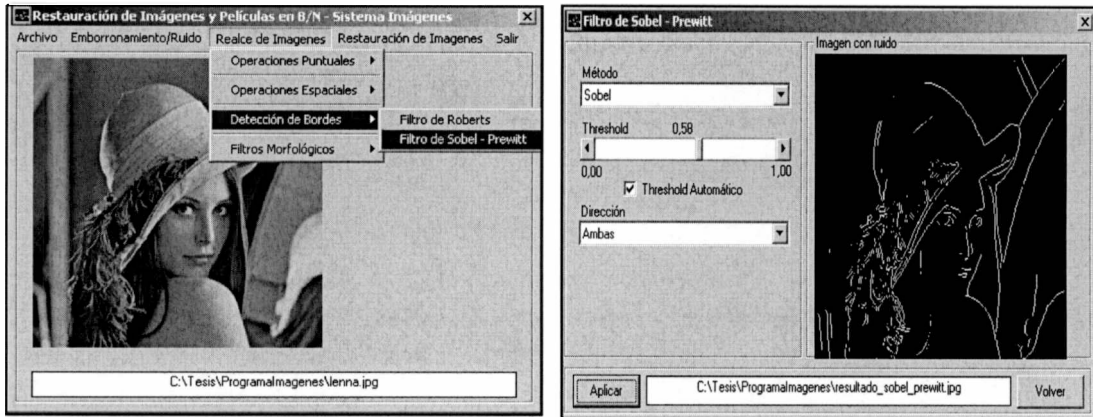 Restauración de Imágenes y Películas en B/N - Sistema Imágenes
Archivo Emborronamiento/Ruido Realce de Imagenes Restauración de Imagenes Salir
Operaciones Puntuales
Operaciones Espaciales
Detección de Bordes
Filtros Morfológicos
Filtro de Roberts
Filtro de Sobel - Prewitt
C:\Tesis\ProgramaImagenes\lenna.jpg
Filtro de Sobel - Prewitt
Método
Sobel
Threshold 0,58
0,00 1,00
Threshold Automático
Dirección
Ambas
Imagen con ruido
Aplicar
C:\Tesis\ProgramaImagenes\resultado_sobel_prewitt.jpg
Volver